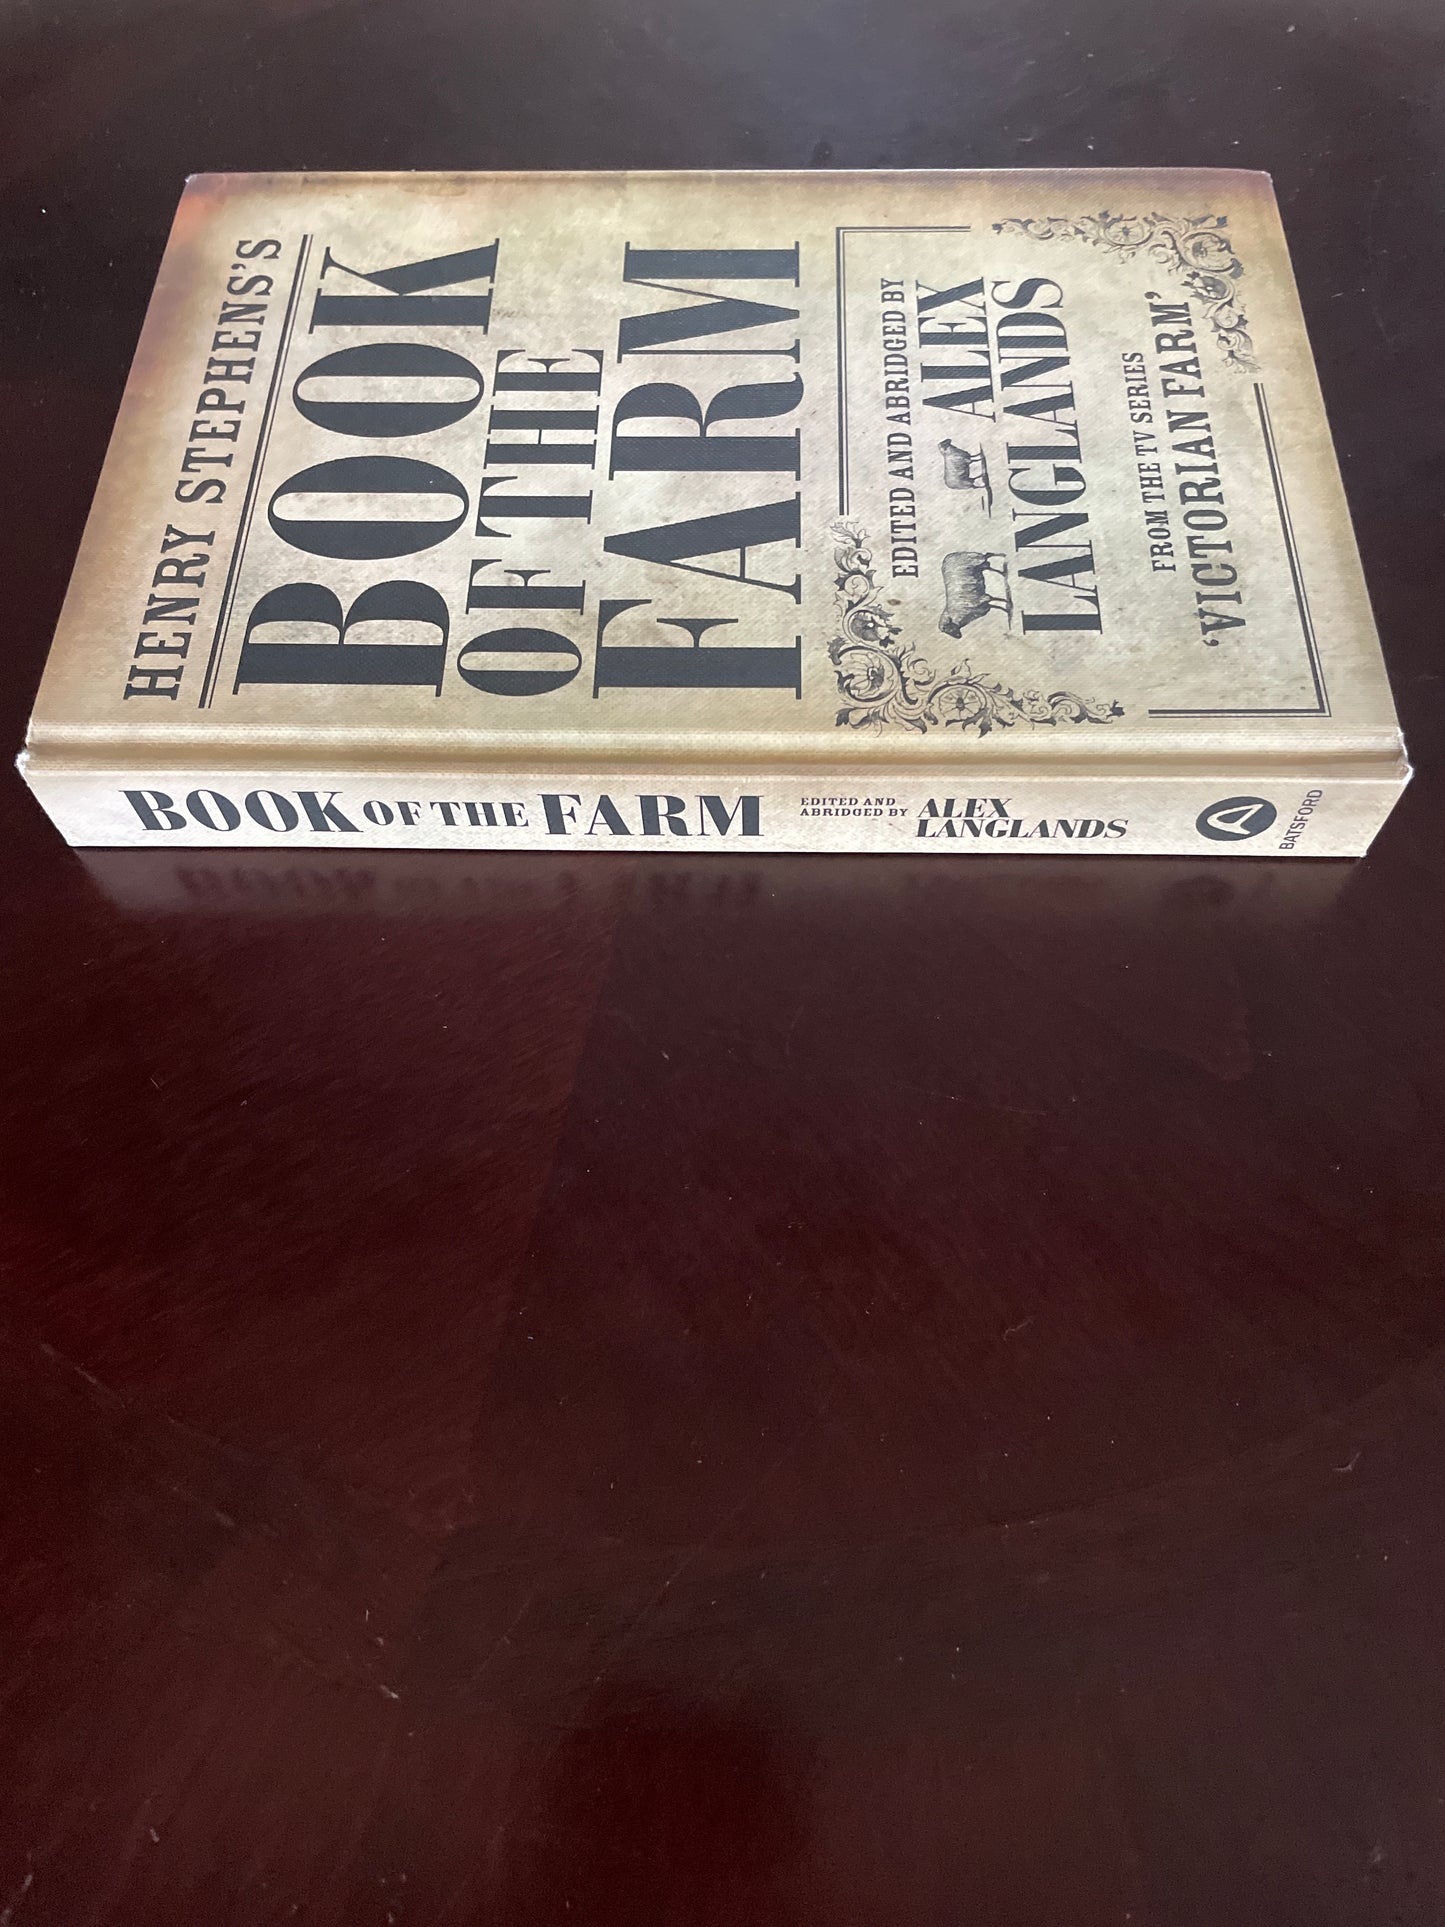 HENRY STEPHENS'S
BOOK
OF THE
FARM
EDITED AND ABRIDGED BY
ALEX
LANGLANDS
FROM THE TV SERIES
'VICTORIAN FARM'
BOOK OF THE FARM
EDITED AND
ABRIDGED BY
ALEX
LANGLANDS
BATSFORD